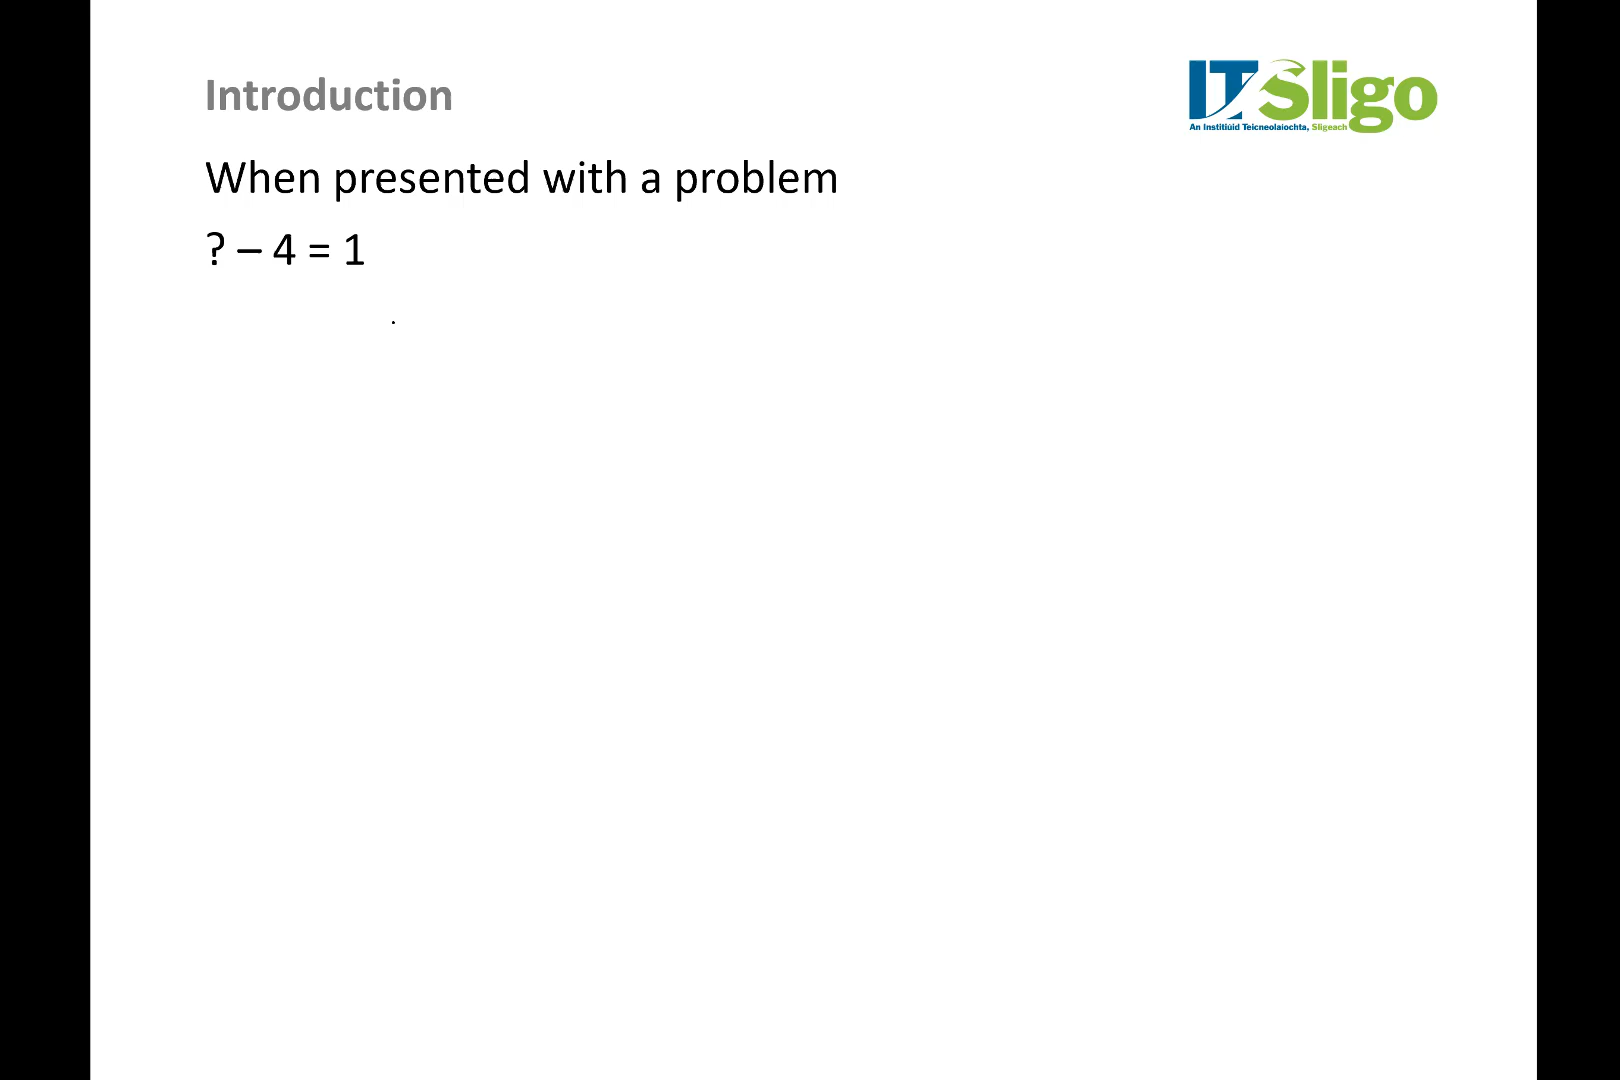 Introduction
ITSligo
An Institiúid Teicneolaíochta, Sligeach
When presented with a problem
? – 4 = 1